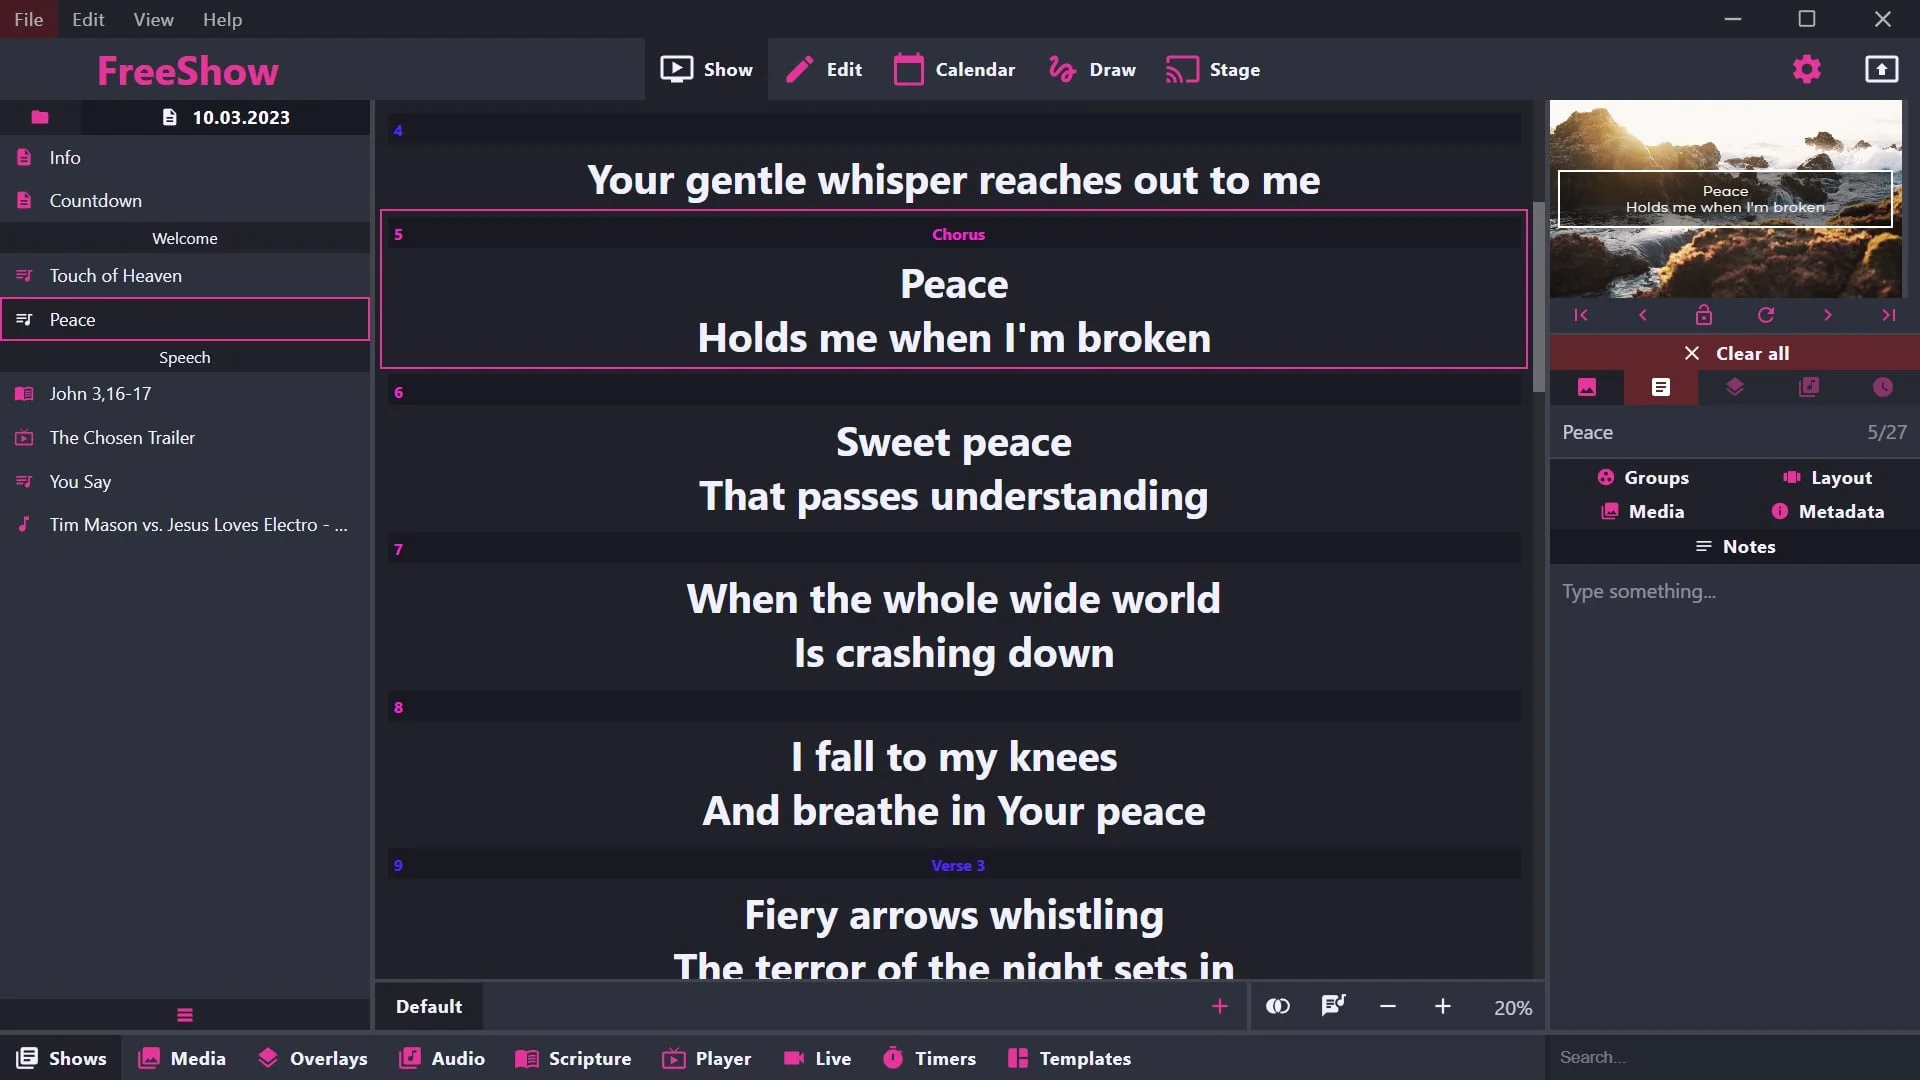 File Edit View Help
FreeShow
Show Edit Calendar Draw Stage
10.03.2023
Info
Countdown
Welcome
Touch of Heaven
Peace
Speech
John 3,16-17
The Chosen Trailer
You Say
Tim Mason vs. Jesus Loves Electro - ...
4
Your gentle whisper reaches out to me
5 Chorus
Peace
Holds me when I'm broken
6
Sweet peace
That passes understanding
7
When the whole wide world
Is crashing down
8
I fall to my knees
And breathe in Your peace
9 Verse 3
Fiery arrows whistling
The terror of the night sets in
Default
20%
Peace
Holds me when I'm broken
Clear all
Peace 5/27
Groups Layout
Media Metadata
Notes
Type something...
Shows Media Overlays Audio Scripture Player Live Timers Templates
Search...